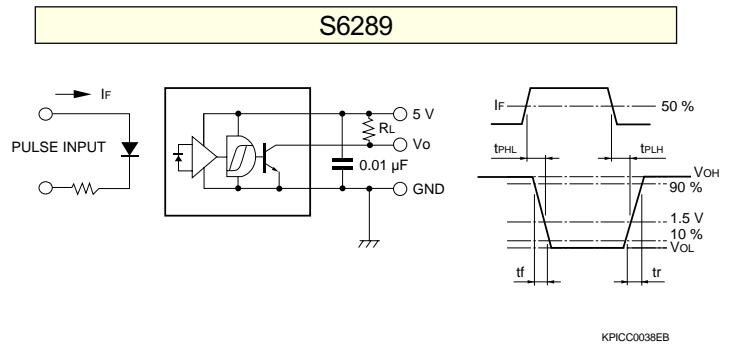 S6289
IF
PULSE INPUT
5 V
RL
Vo
0.01 µF
GND
IF
50 %
tPHL
tPLH
VOH
90 %
1.5 V
10 %
VOL
tf
tr
KPICC0038EB